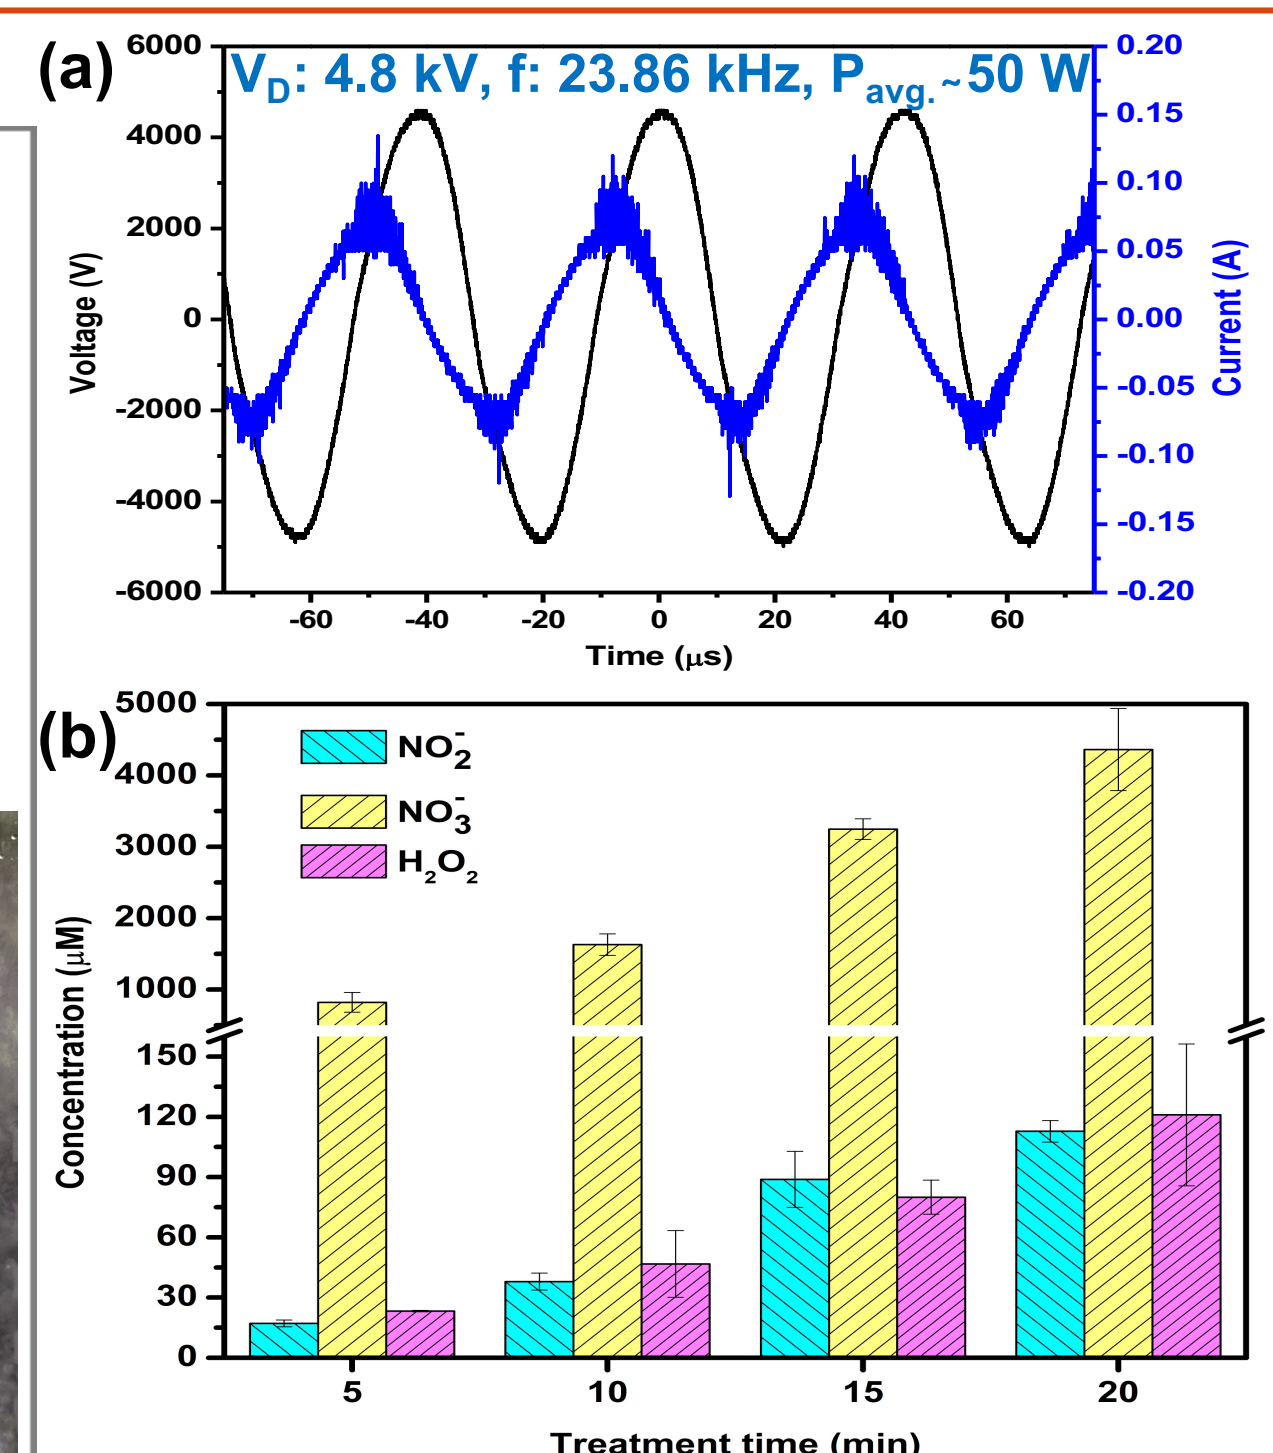 (a)
V_D: 4.8 kV, f: 23.86 kHz, P_avg. ~ 50 W
6000
4000
2000
0
-2000
-4000
-6000
Voltage (V)
0.20
0.15
0.10
0.05
0.00
-0.05
-0.10
-0.15
-0.20
Current (A)
-60 -40 -20 0 20 40 60
Time (μs)
(b)
NO₂⁻
NO₃⁻
H₂O₂
5000
4000
3000
2000
1000
150
120
90
60
30
0
Concentration (μM)
5 10 15 20
Treatment time (min)